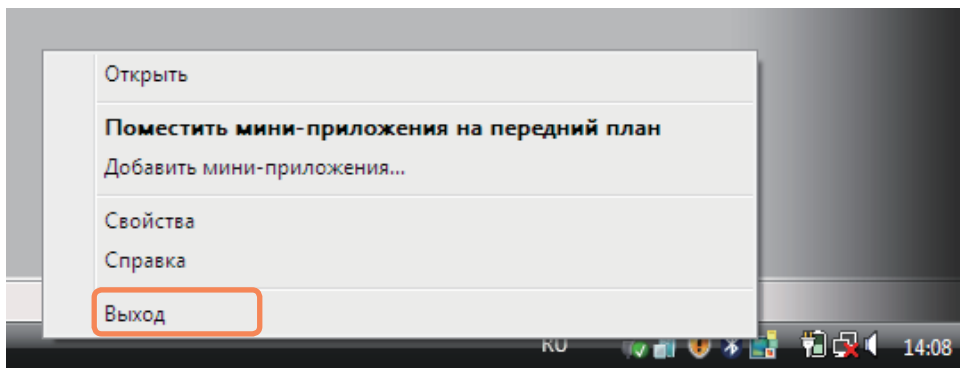 Открыть
Поместить мини-приложения на передний план
Добавить мини-приложения...
Свойства
Справка
Выход
RU 14:08